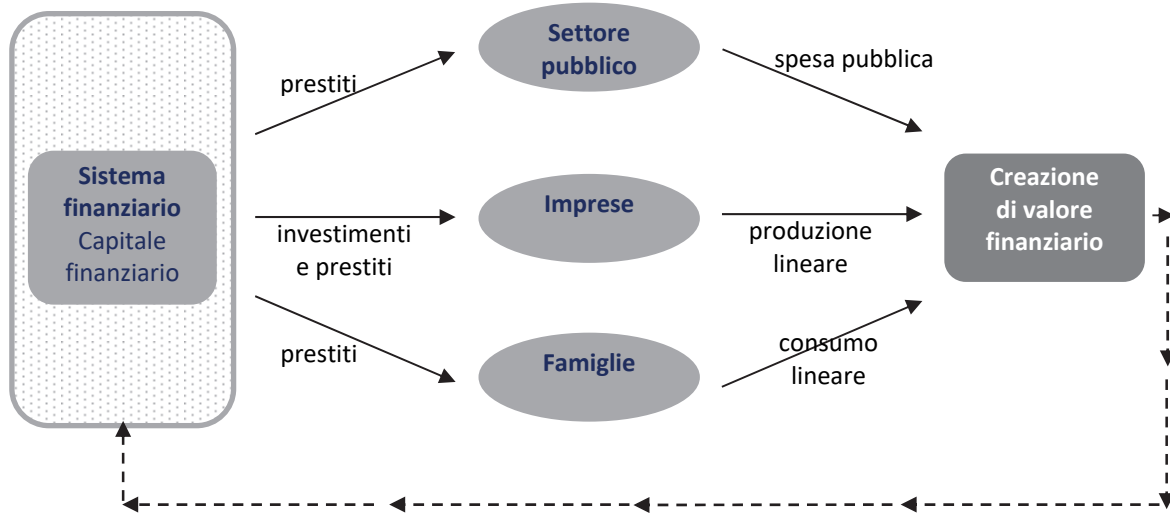 Settore
pubblico
prestiti
spesa pubblica
Sistema
finanziario
Capitale
finanziario
investimenti
e prestiti
Imprese
produzione
lineare
Creazione
di valore
finanziario
prestiti
Famiglie
consumo
lineare